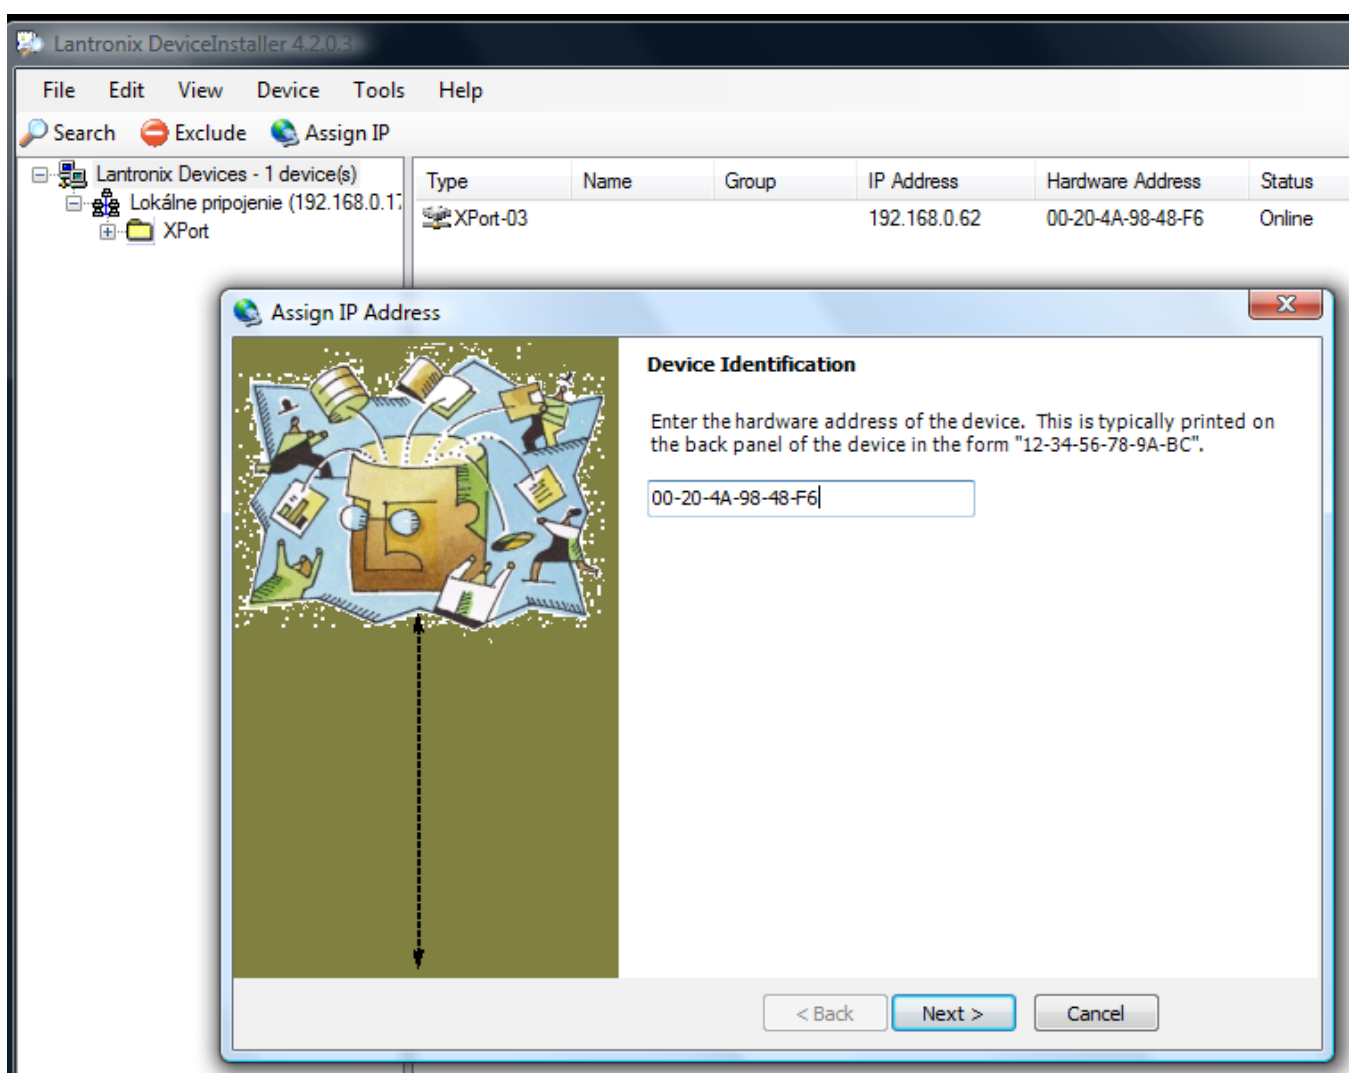 Lantronix DeviceInstaller 4.2.0.3
File Edit View Device Tools Help
Search Exclude Assign IP
Lantronix Devices - 1 device(s)
Lokálne pripojenie (192.168.0.17
XPort
Type Name Group IP Address Hardware Address Status
XPort-03 192.168.0.62 00-20-4A-98-48-F6 Online
Assign IP Address
Device Identification
Enter the hardware address of the device. This is typically printed on
the back panel of the device in the form "12-34-56-78-9A-BC".
00-20-4A-98-48-F6
< Back Next > Cancel